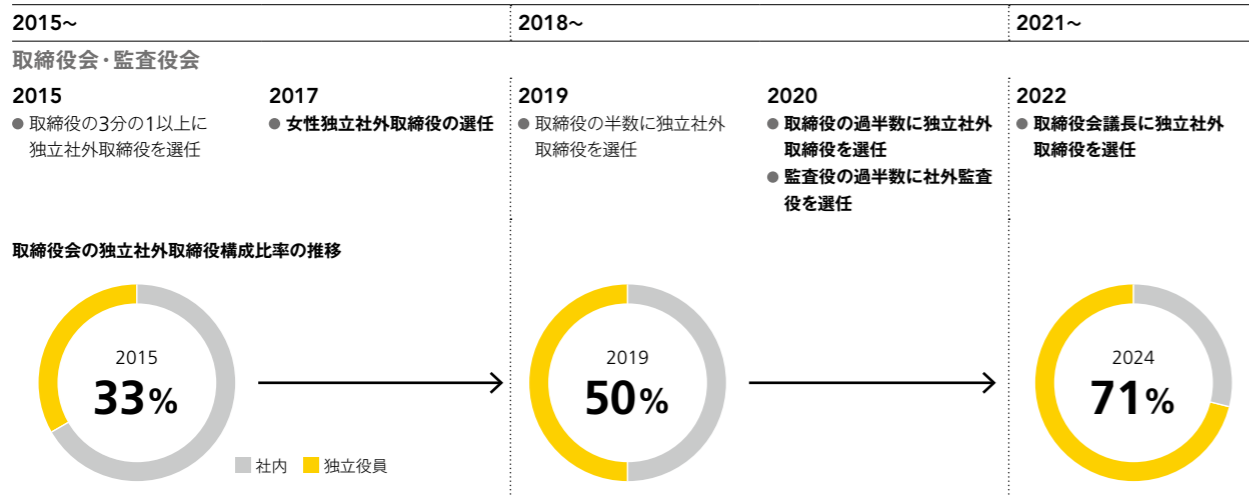 2015~
2018~
2021~
取締役会・監査役会
2015
● 取締役の3分の1以上に
独立社外取締役を選任
2017
● 女性独立社外取締役の選任
2019
● 取締役の半数に独立社外
取締役を選任
2020
● 取締役の過半数に独立社外
取締役を選任
● 監査役の過半数に社外監査
役を選任
2022
● 取締役会議長に独立社外
取締役を選任
取締役会の独立社外取締役構成比率の推移
2015
33%
2019
50%
2024
71%
社内
独立役員